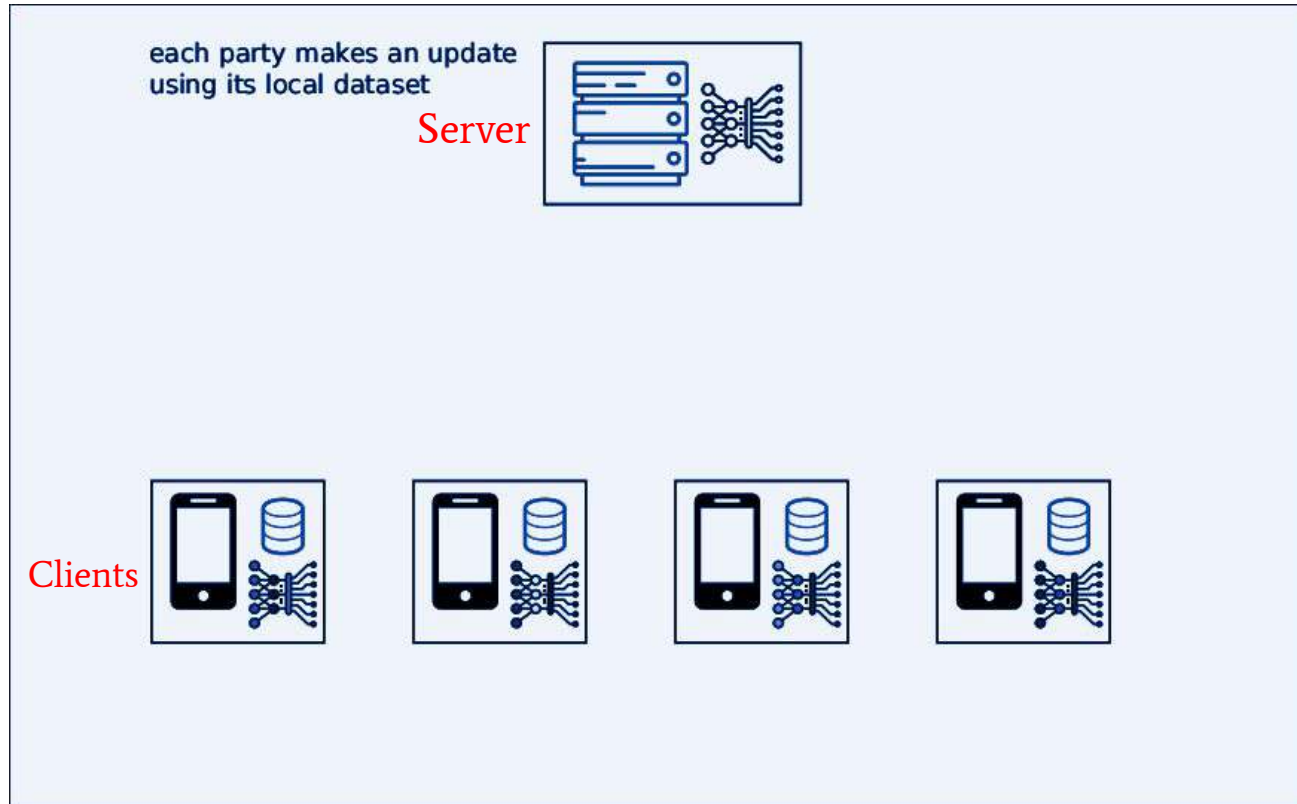 each party makes an update
using its local dataset
Server
Clients